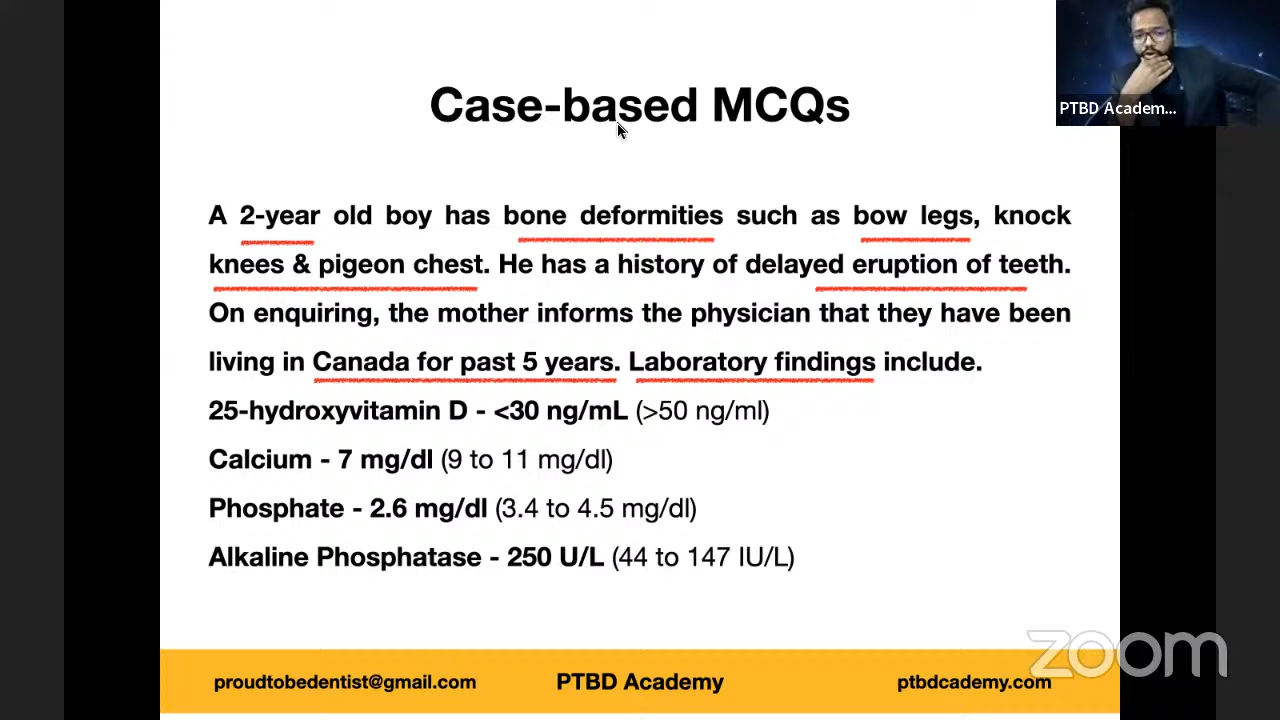 Case-based MCQs
PTBD Academ...
A 2-year old boy has bone deformities such as bow legs, knock
knees & pigeon chest. He has a history of delayed eruption of teeth.
On enquiring, the mother informs the physician that they have been
living in Canada for past 5 years. Laboratory findings include.
25-hydroxyvitamin D - <30 ng/mL (>50 ng/ml)
Calcium - 7 mg/dl (9 to 11 mg/dl)
Phosphate - 2.6 mg/dl (3.4 to 4.5 mg/dl)
Alkaline Phosphatase - 250 U/L (44 to 147 IU/L)
zoom
proudtobedentist@gmail.com PTBD Academy ptbdcademy.com